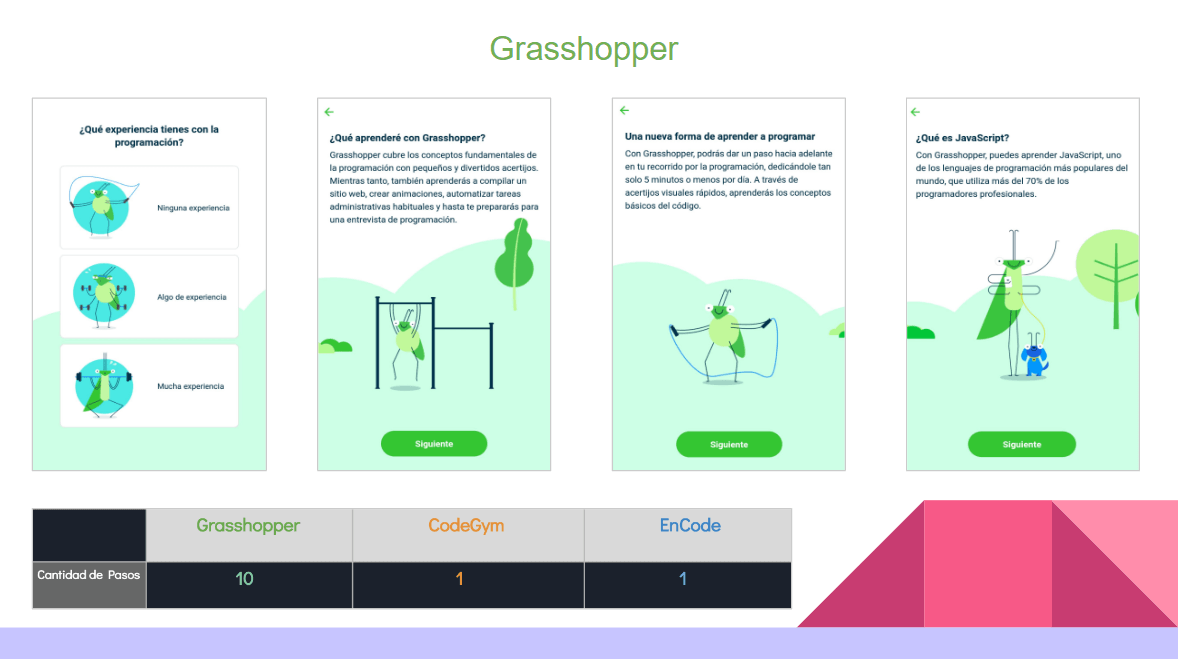 Grasshopper
¿Qué experiencia tienes con la
programación?
Ninguna experiencia
Algo de experiencia
Mucha experiencia
¿Qué aprenderé con Grasshopper?
Grasshopper cubre los conceptos fundamentales de
la programación con pequeños y divertidos acertijos.
Mientras tanto, también aprenderás a compilar un
sitio web, crear animaciones, automatizar tareas
administrativas habituales y hasta te prepararás para
una entrevista de programación.
Siguiente
Una nueva forma de aprender a programar
Con Grasshopper, podrás dar un paso hacia adelante
en tu recorrido por la programación, dedicándole tan
solo 5 minutos o menos por día. A través de
acertijos visuales rápidos, aprenderás los conceptos
básicos del código.
Siguiente
¿Qué es JavaScript?
Con Grasshopper, puedes aprender JavaScript, uno
de los lenguajes de programación más populares del
mundo, que utiliza más del 70% de los
programadores profesionales.
Siguiente
Grasshopper CodeGym EnCode
Cantidad de Pasos 10 1 1